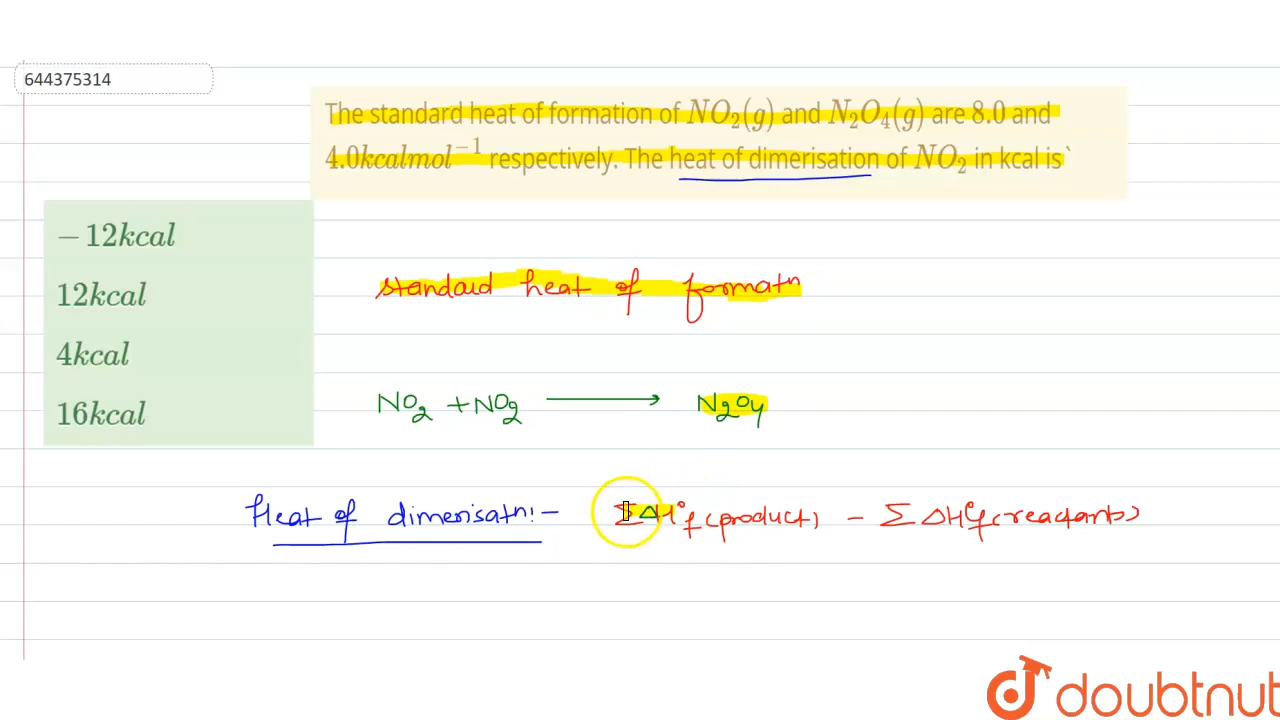 644375314
The standard heat of formation of NO₂(g) and N₂O₄(g) are 8.0 and
4.0kcalmol⁻¹ respectively. The heat of dimerisation of NO₂ in kcal is`
−12kcal
12kcal
4kcal
16kcal
standard heat of formatn
NO₂ + NO₂ ⟶ N₂O₄
Heat of dimerisatn:- ΣΔH°f(product) − ΣΔH°f(reactants)
doubtnut